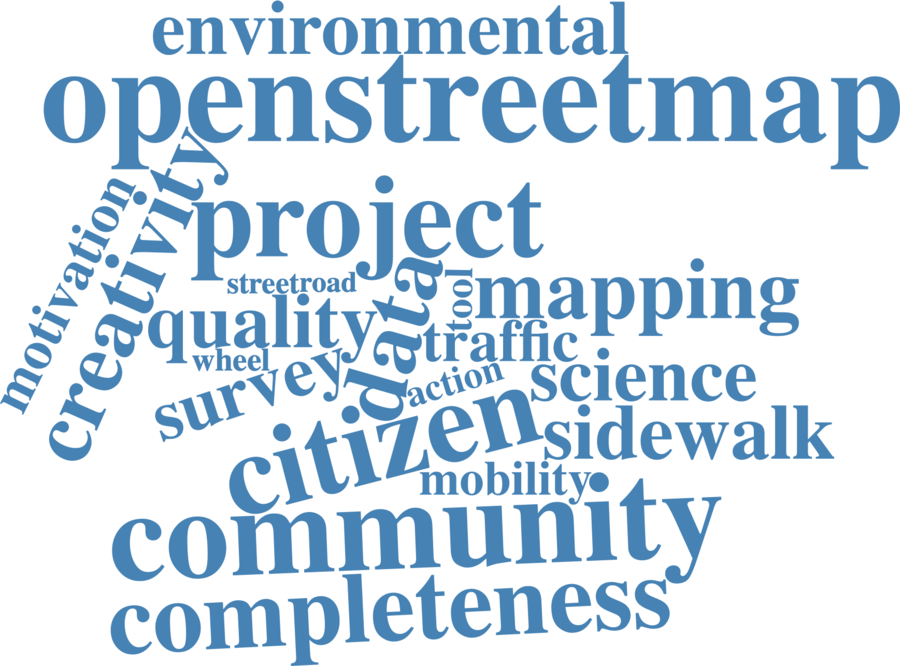 environmental
openstreetmap
motivation
creativity
project
streetroad
data
tool
mapping
quality
traffic
wheel
survey
action
science
citizen
sidewalk
mobility
community
completeness